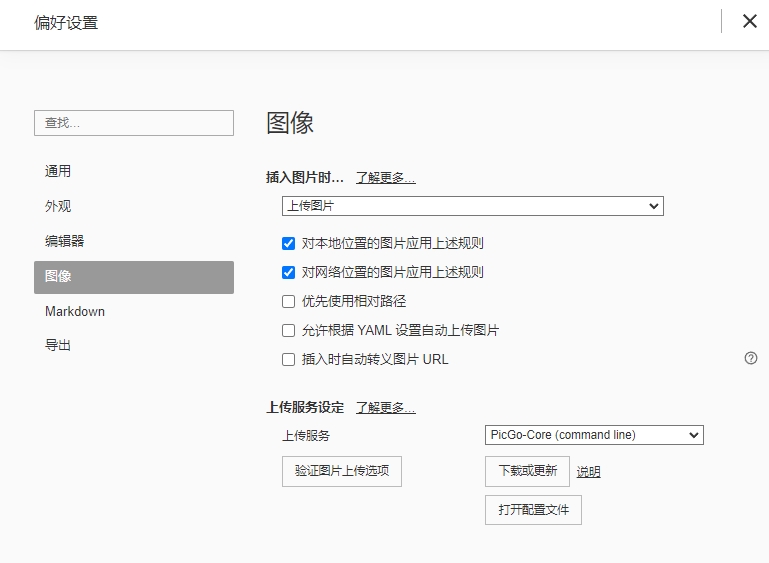 偏好设置
查找...
通用
外观
编辑器
图像
Markdown
导出
图像
插入图片时... 了解更多...
上传图片
对本地位置的图片应用上述规则
对网络位置的图片应用上述规则
优先使用相对路径
允许根据 YAML 设置自动上传图片
插入时自动转义图片 URL
上传服务设定 了解更多...
上传服务 PicGo-Core (command line)
验证图片上传选项 下载或更新 说明
打开配置文件